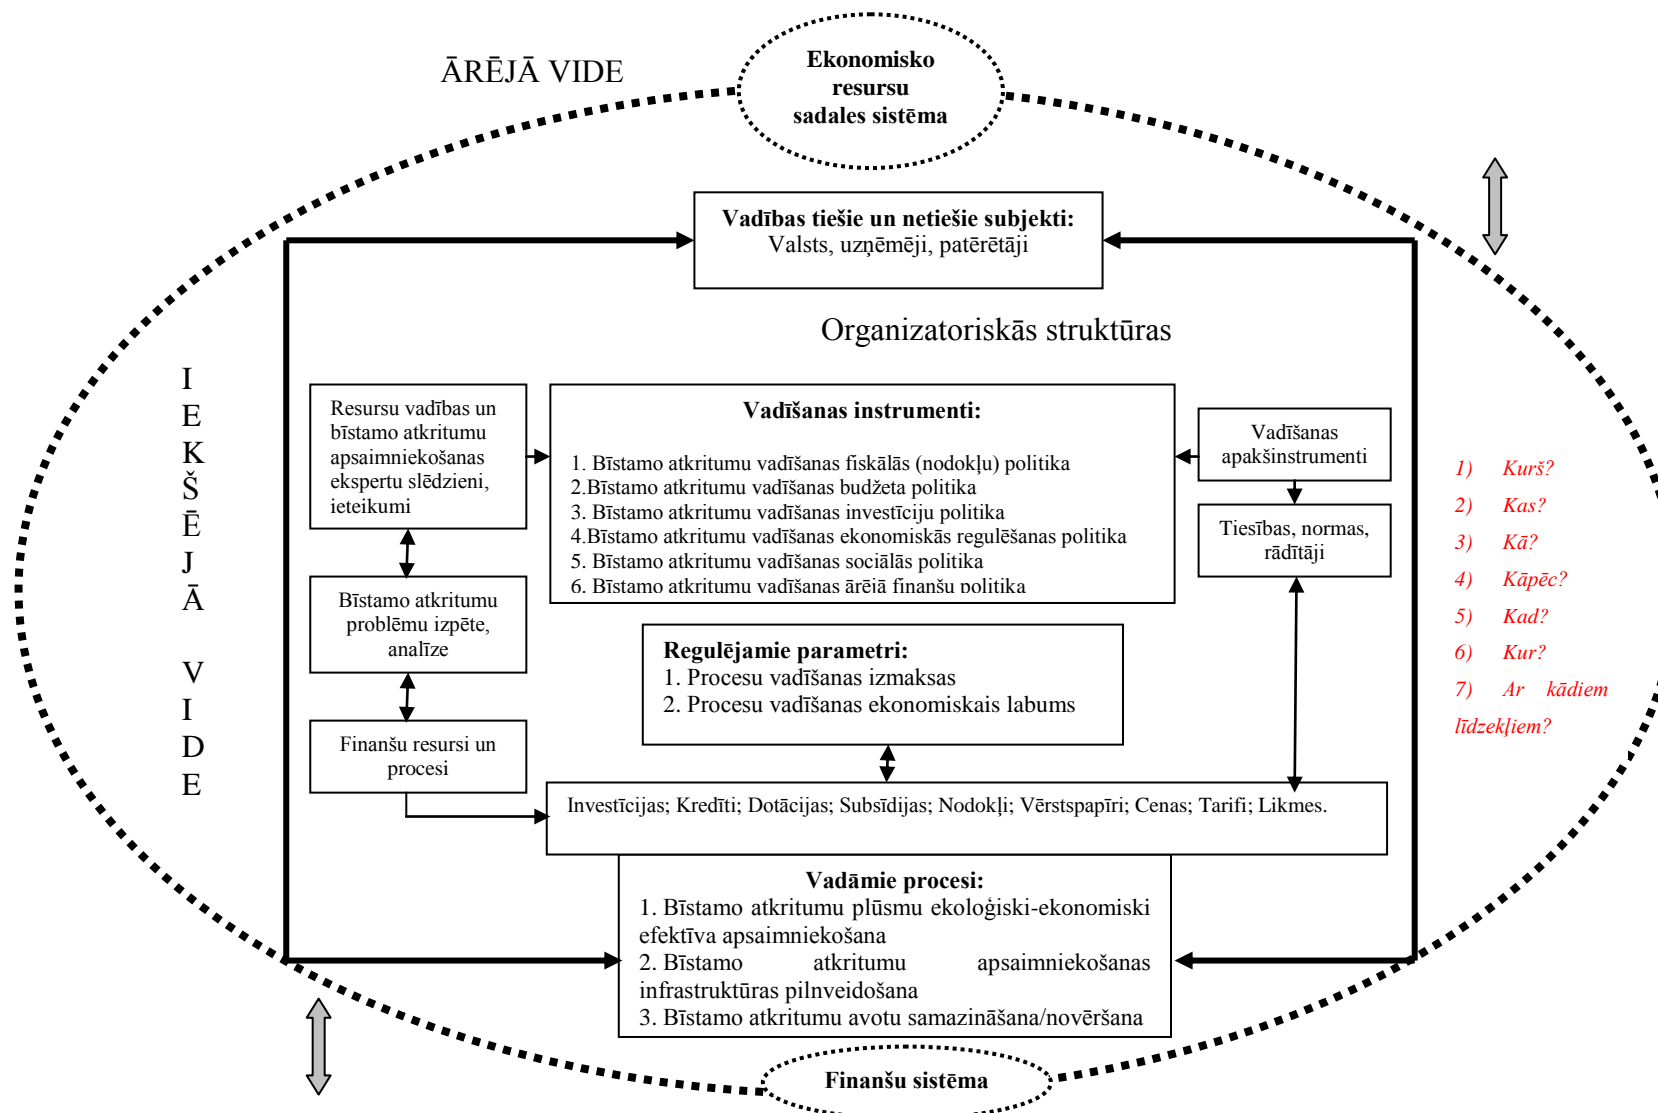 ĀRĒJĀ VIDE
Ekonomisko
resursu
sadales sistēma
Vadības tiešie un netiešie subjekti:
Valsts, uzņēmēji, patērētāji
Organizatoriskās struktūras
I
E
K
Š
Ē
J
Ā
V
I
D
E
Resursu vadības un
bīstamo atkritumu
apsaimniekošanas
ekspertu slēdzieni,
ieteikumi
Bīstamo atkritumu
problēmu izpēte,
analīze
Finanšu resursi un
procesi
Vadīšanas instrumenti:
1. Bīstamo atkritumu vadīšanas fiskālās (nodokļu) politika
2.Bīstamo atkritumu vadīšanas budžeta politika
3. Bīstamo atkritumu vadīšanas investīciju politika
4.Bīstamo atkritumu vadīšanas ekonomiskās regulēšanas politika
5. Bīstamo atkritumu vadīšanas sociālās politika
6. Bīstamo atkritumu vadīšanas ārējā finanšu politika
Vadīšanas
apakšinstrumenti
Tiesības, normas,
rādītāji
1) Kurš?
2) Kas?
3) Kā?
4) Kāpēc?
5) Kad?
6) Kur?
7) Ar kādiem
līdzekļiem?
Regulējamie parametri:
1. Procesu vadīšanas izmaksas
2. Procesu vadīšanas ekonomiskais labums
Investīcijas; Kredīti; Dotācijas; Subsīdijas; Nodokļi; Vērstspapīri; Cenas; Tarifi; Likmes.
Vadāmie procesi:
1. Bīstamo atkritumu plūsmu ekoloģiski-ekonomiski
efektīva apsaimniekošana
2. Bīstamo atkritumu apsaimniekošanas
infrastruktūras pilnveidošana
3. Bīstamo atkritumu avotu samazināšana/novēršana
Finanšu sistēma